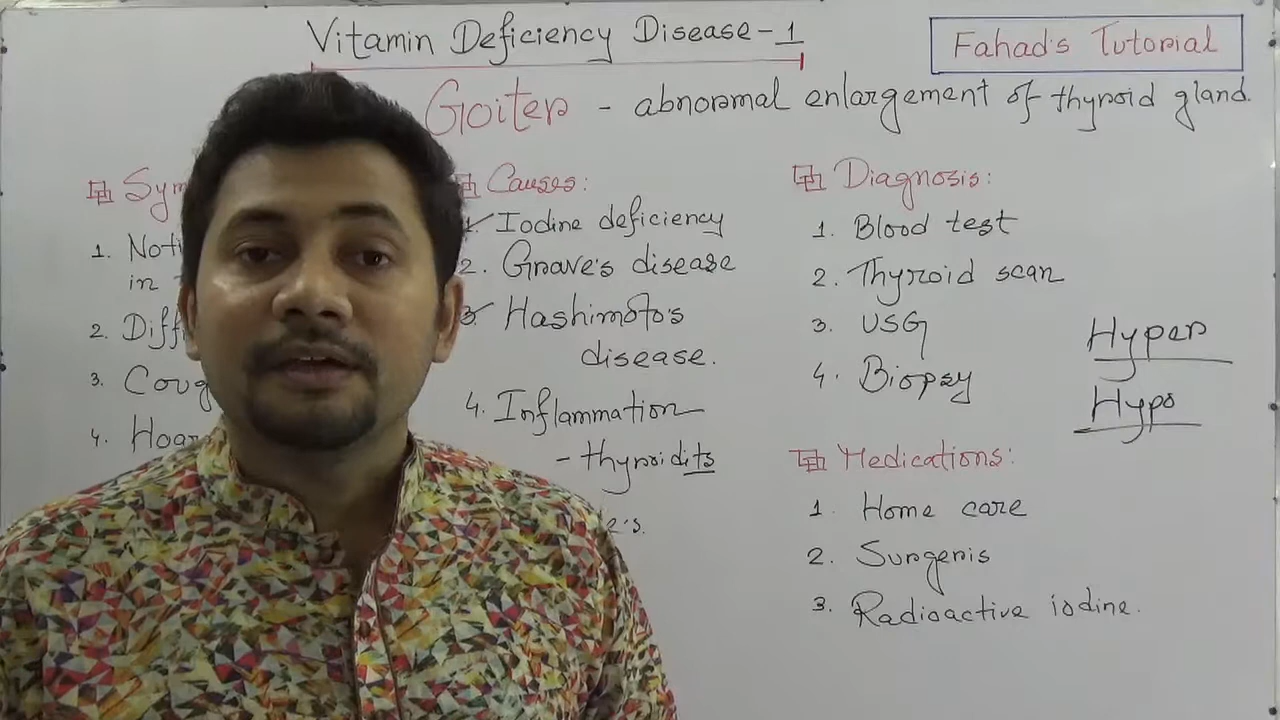 Vitamin Deficiency Disease-1
Fahad's Tutorial
Goiter - abnormal enlargement of thyroid gland.
Causes:
1. Iodine deficiency
2. Grave's disease
3. Hashimoto's
disease.
4. Inflammation
- thyroidits
Diagnosis:
1. Blood test
2. Thyroid scan
3. USG
4. Biopsy
Hyper
Hypo
Medications:
1. Home care
2. Surgeris
3. Radioactive iodine.
1.
in
2.
3.
4.